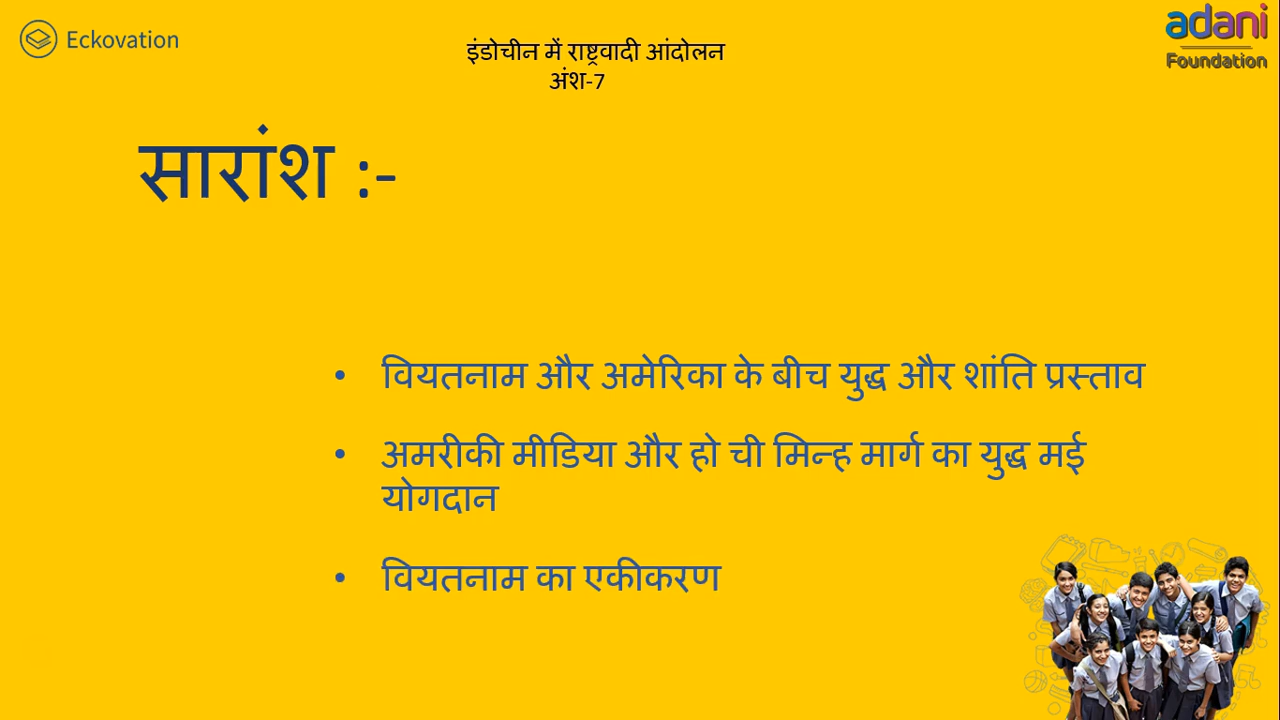 Eckovation
adani
Foundation
इंडोचीन में राष्ट्रवादी आंदोलन
अंश-7
सारांश :-
• वियतनाम और अमेरिका के बीच युद्ध और शांति प्रस्ताव
• अमरीकी मीडिया और हो ची मिन्ह मार्ग का युद्ध मई
योगदान
• वियतनाम का एकीकरण